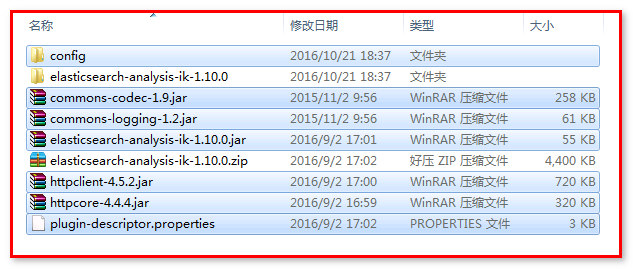 名称 修改日期 类型 大小
config 2016/10/21 18:37 文件夹
elasticsearch-analysis-ik-1.10.0 2016/10/21 18:37 文件夹
commons-codec-1.9.jar 2015/11/2 9:56 WinRAR 压缩文件 258 KB
commons-logging-1.2.jar 2015/11/2 9:56 WinRAR 压缩文件 61 KB
elasticsearch-analysis-ik-1.10.0.jar 2016/9/2 17:01 WinRAR 压缩文件 55 KB
elasticsearch-analysis-ik-1.10.0.zip 2016/9/2 17:02 好压 ZIP 压缩文件 4,400 KB
httpclient-4.5.2.jar 2016/9/2 17:00 WinRAR 压缩文件 720 KB
httpcore-4.4.4.jar 2016/9/2 16:59 WinRAR 压缩文件 320 KB
plugin-descriptor.properties 2016/9/2 17:02 PROPERTIES 文件 3 KB